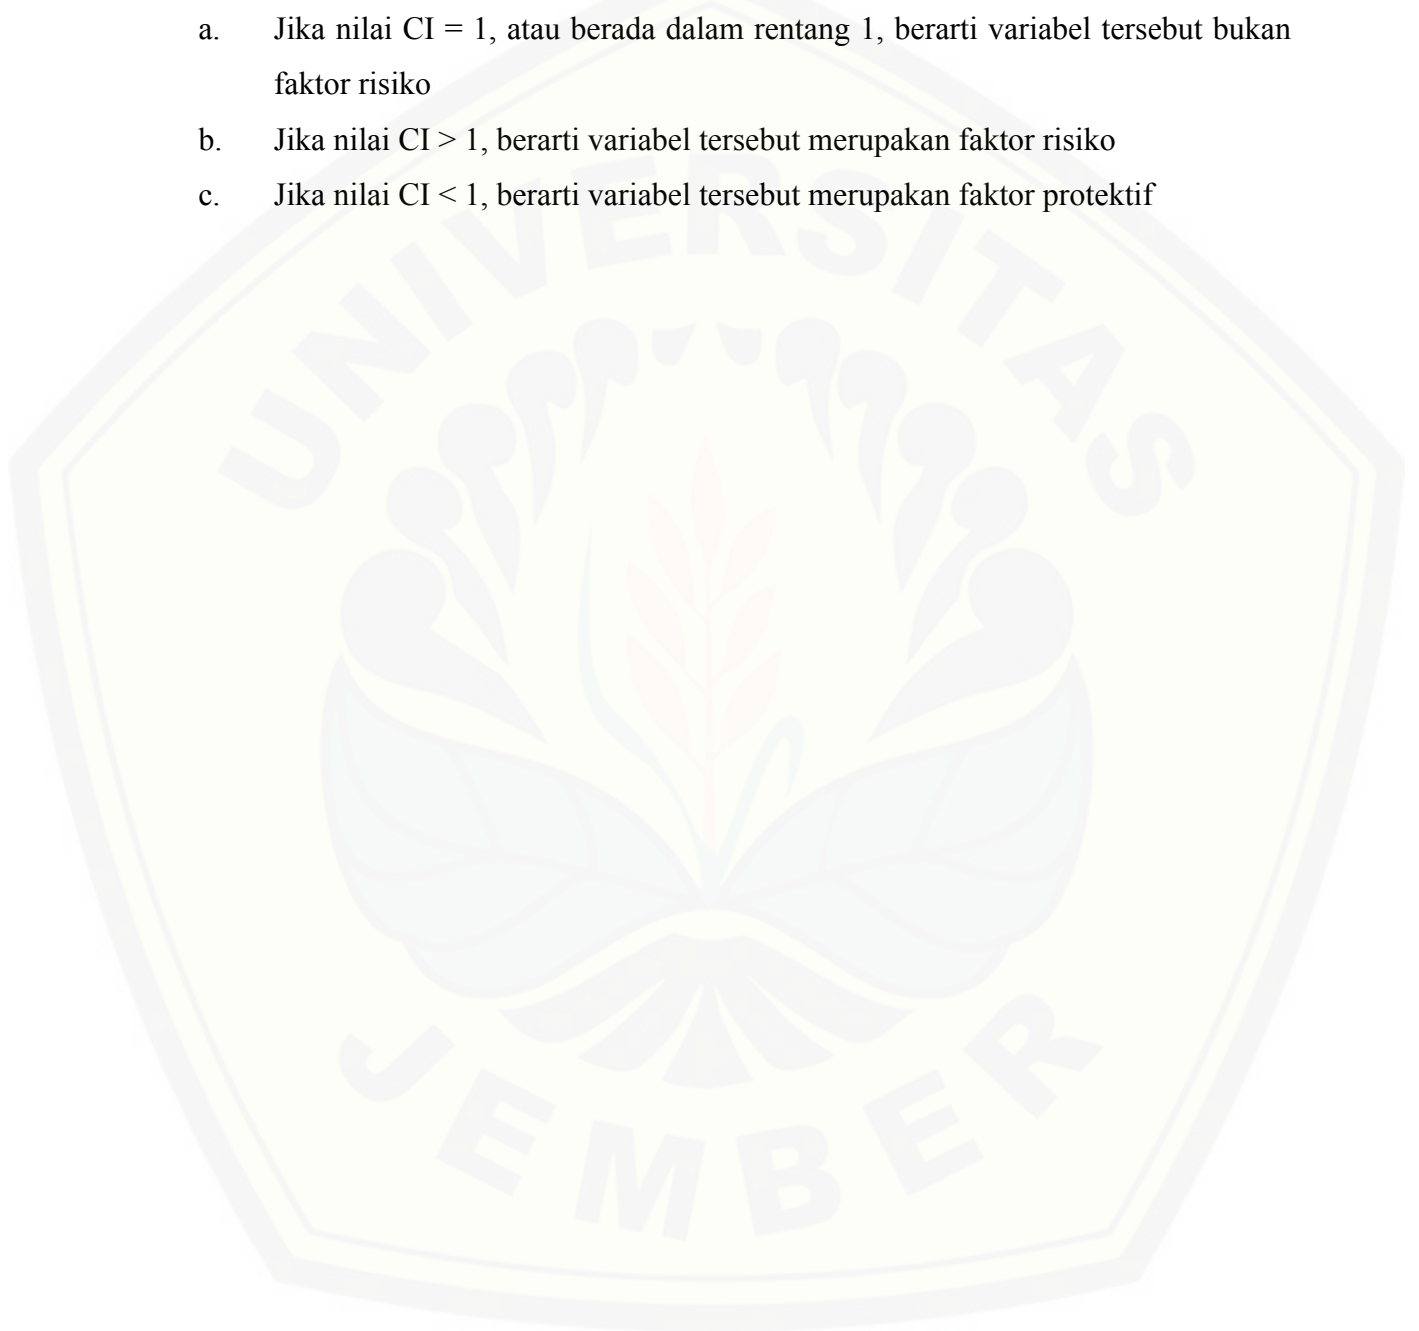 a. Jika nilai CI = 1, atau berada dalam rentang 1, berarti variabel tersebut bukan
faktor risiko
b. Jika nilai CI > 1, berarti variabel tersebut merupakan faktor risiko
c. Jika nilai CI < 1, berarti variabel tersebut merupakan faktor protektif
UNIVERSITAS
JEMBER